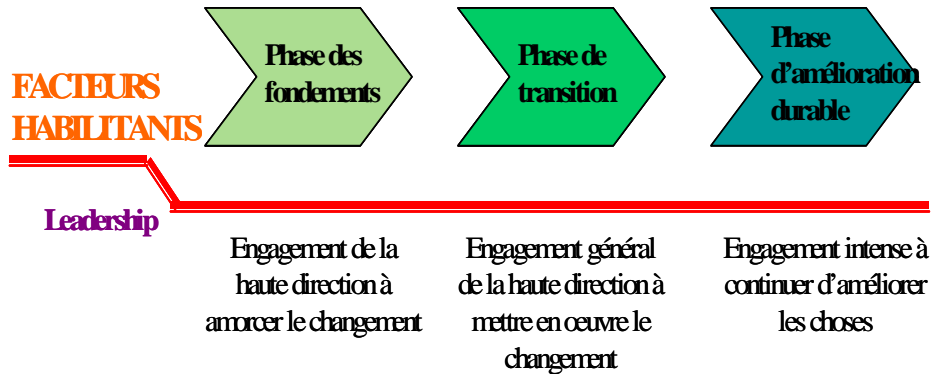 FACTEURS
HABILITANTS
Phase des
fondements
Phase de
transition
Phase
d’amélioration
durable
Leadership
Engagement de la
haute direction à
amorcer le changement
Engagement général
de la haute direction à
mettre en oeuvre le
changement
Engagement intense à
continuer d’améliorer
les choses